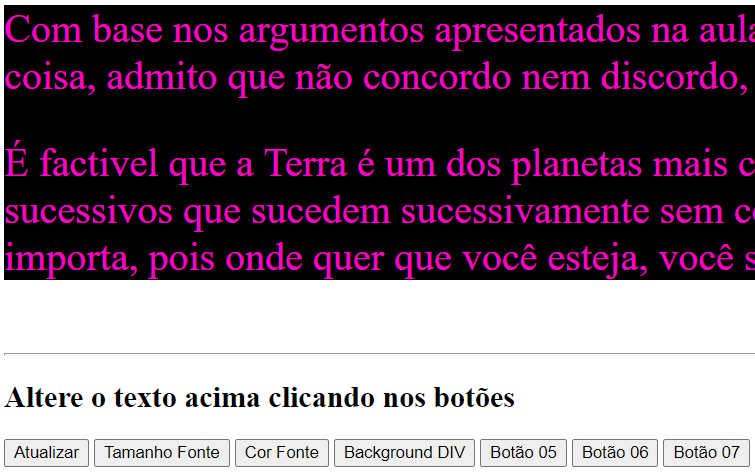 Com base nos argumentos apresentados na aula
coisa, admito que não concordo nem discordo,
É factivel que a Terra é um dos planetas mais
sucessivos que sucedem sucessivamente sem
importa, pois onde quer que você esteja, você
Altere o texto acima clicando nos botões
Atualizar Tamanho Fonte Cor Fonte Background DIV Botão 05 Botão 06 Botão 07